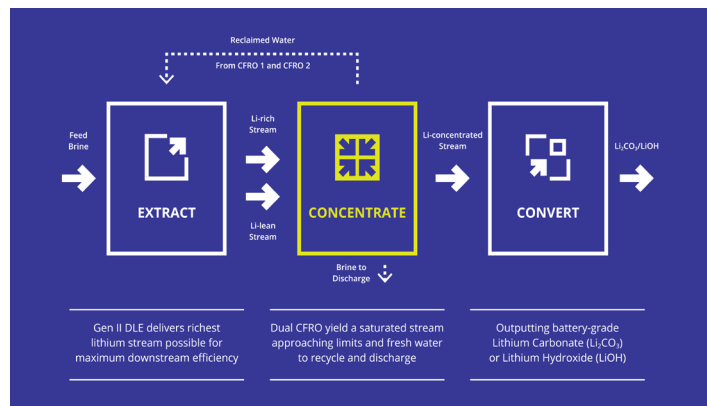 Reclaimed Water
From CFRO 1 and CFRO 2
Feed
Brine
EXTRACT
Li-rich
Stream
Li-lean
Stream
CONCENTRATE
Brine to
Discharge
Li-concentrated
Stream
CONVERT
Li₂CO₃/LiOH
Gen II DLE delivers richest
lithium stream possible for
maximum downstream efficiency
Dual CFRO yield a saturated stream
approaching limits and fresh water
to recycle and discharge
Outputting battery-grade
Lithium Carbonate (Li₂CO₃)
or Lithium Hydroxide (LiOH)